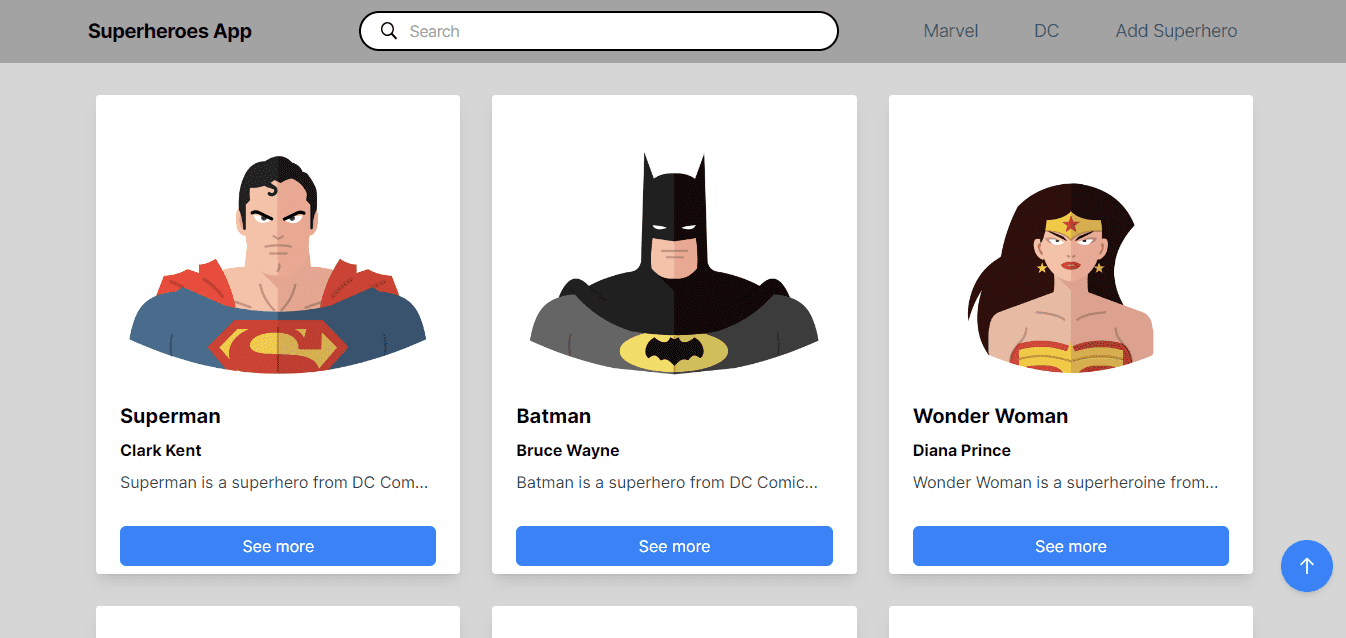 Superheroes App
Search
Marvel
DC
Add Superhero
Superman
Clark Kent
Superman is a superhero from DC Com...
See more
Batman
Bruce Wayne
Batman is a superhero from DC Comic...
See more
Wonder Woman
Diana Prince
Wonder Woman is a superheroine from...
See more